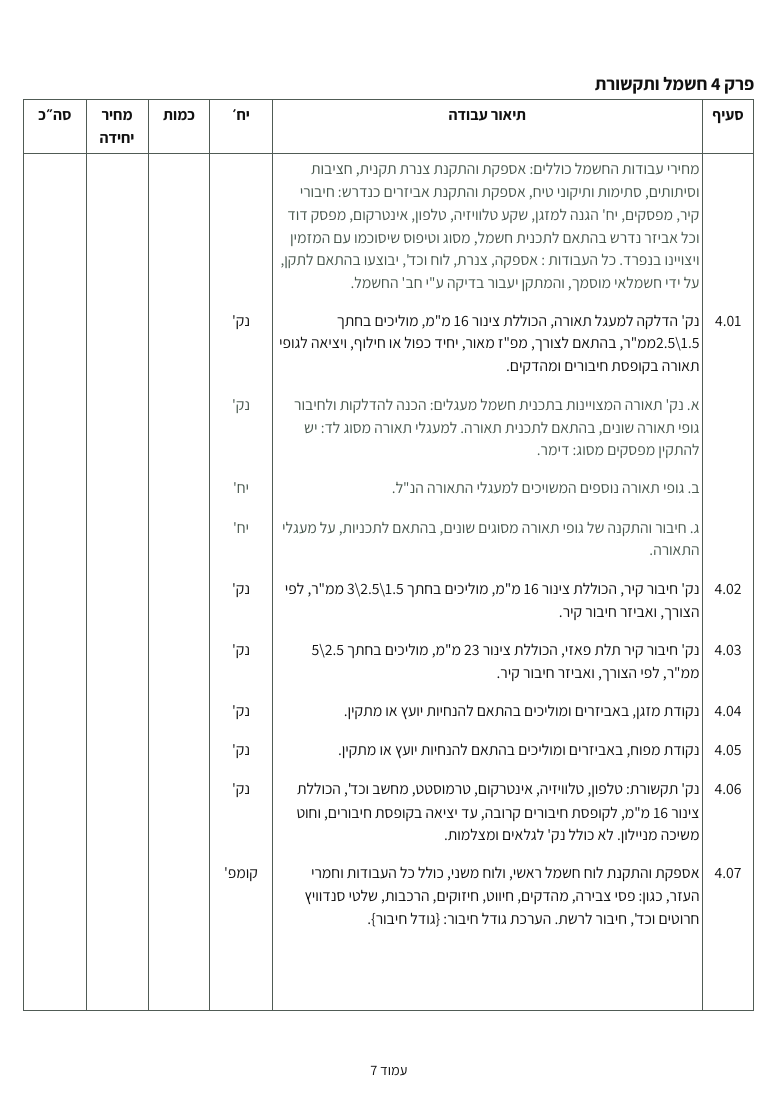 פרק 4 חשמל ותקשורת
סעיף תיאור עבודה יח׳ כמות מחיר יחידה סה״כ
מחירי עבודות החשמל כוללים: אספקת והתקנת צנרת תקנית, חציבות
וסיתותים, סתימות ותיקוני טיח, אספקת והתקנת אביזרים כנדרש: חיבורי
קיר, מפסקים, יח' הגנה למזגן, שקע טלוויזיה, טלפון, אינטרקום, מפסק דוד
וכל אביזר נדרש בהתאם לתכנית חשמל, מסוג וטיפוס שיסוכמו עם המזמין
ויצויינו בנפרד. כל העבודות : אספקה, צנרת, לוח וכד', יבוצעו בהתאם לתקן,
על ידי חשמלאי מוסמך, והמתקן יעבור בדיקה ע"י חב' החשמל.
4.01 נק' הדלקה למעגל תאורה, הכוללת צינור 16 מ"מ, מוליכים בחתך נק'
1.5\2.5ממ"ר, בהתאם לצורך, מפ"ז מאור, יחיד כפול או חילוף, ויציאה לגופי
תאורה בקופסת חיבורים ומהדקים.
א. נק' תאורה המצויינות בתכנית חשמל מעגלים: הכנה להדלקות ולחיבור נק'
גופי תאורה שונים, בהתאם לתכנית תאורה. למעגלי תאורה מסוג לד: יש
להתקין מפסקים מסוג: דימר.
ב. גופי תאורה נוספים המשויכים למעגלי התאורה הנ"ל. יח'
ג. חיבור והתקנה של גופי תאורה מסוגים שונים, בהתאם לתכניות, על מעגלי יח'
התאורה.
4.02 נק' חיבור קיר, הכוללת צינור 16 מ"מ, מוליכים בחתך 1.5\2.5\3 ממ"ר, לפי נק'
הצורך, ואביזר חיבור קיר.
4.03 נק' חיבור קיר תלת פאזי, הכוללת צינור 23 מ"מ, מוליכים בחתך 2.5\5 נק'
ממ"ר, לפי הצורך, ואביזר חיבור קיר.
4.04 נקודת מזגן, באביזרים ומוליכים בהתאם להנחיות יועץ או מתקין. נק'
4.05 נקודת מפוח, באביזרים ומוליכים בהתאם להנחיות יועץ או מתקין. נק'
4.06 נק' תקשורת: טלפון, טלוויזיה, אינטרקום, טרמוסטט, מחשב וכד', הכוללת נק'
צינור 16 מ"מ, לקופסת חיבורים קרובה, עד יציאה בקופסת חיבורים, וחוט
משיכה מניילון. לא כולל נק' לגלאים ומצלמות.
4.07 אספקת והתקנת לוח חשמל ראשי, ולוח משני, כולל כל העבודות וחמרי קומפ'
העזר, כגון: פסי צבירה, מהדקים, חיווט, חיזוקים, הרכבות, שלטי סנדוויץ
חרוטים וכד', חיבור לרשת. הערכת גודל חיבור: {גודל חיבור}.
עמוד 7